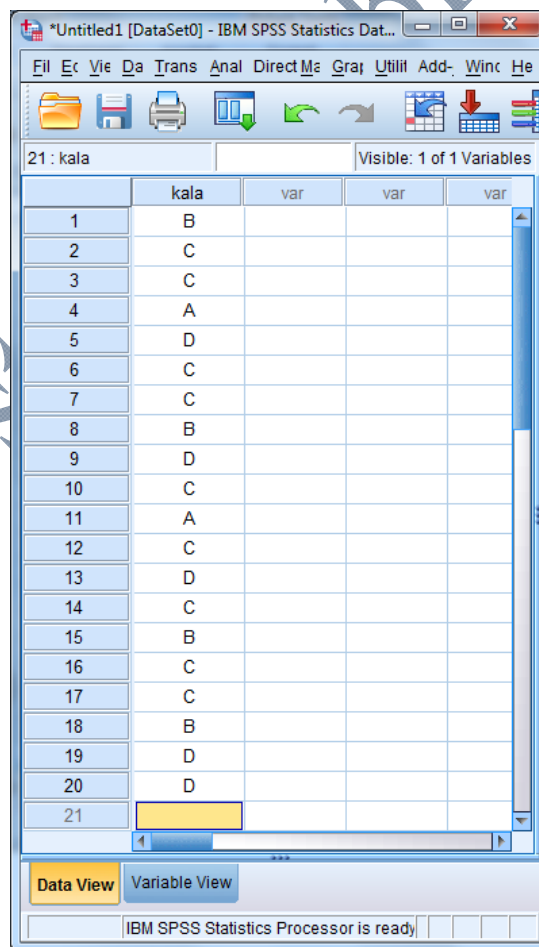 *Untitled1 [DataSet0] - IBM SPSS Statistics Dat...
Fil Ec Vie Da Trans Anal Direct Ma Graj Utilit Add- Winc He
21 : kala Visible: 1 of 1 Variables
kala var var var
1 B
2 C
3 C
4 A
5 D
6 C
7 C
8 B
9 D
10 C
11 A
12 C
13 D
14 C
15 B
16 C
17 C
18 B
19 D
20 D
21
Data View Variable View
IBM SPSS Statistics Processor is ready